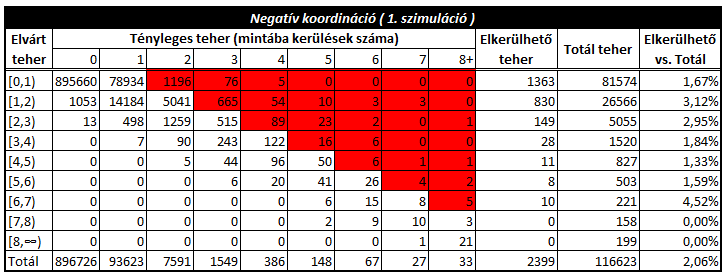 Negatív koordináció ( 1. szimuláció )
Elvárt teher Tényleges teher (mintába kerülések száma) Elkerülhető teher Totál teher Elkerülhető vs. Totál
0 1 2 3 4 5 6 7 8+
[0,1) 895660 78934 1196 76 5 0 0 0 0 1363 81574 1,67%
[1,2) 1053 14184 5041 665 54 10 3 3 0 830 26566 3,12%
[2,3) 13 498 1259 515 89 23 2 0 1 149 5055 2,95%
[3,4) 0 7 90 243 122 16 6 0 0 28 1520 1,84%
[4,5) 0 0 5 44 96 50 6 1 1 11 827 1,33%
[5,6) 0 0 0 6 20 41 26 4 2 8 503 1,59%
[6,7) 0 0 0 0 0 6 15 8 5 10 221 4,52%
[7,8) 0 0 0 0 0 2 9 10 3 0 158 0,00%
[8,∞) 0 0 0 0 0 0 0 1 21 0 199 0,00%
Totál 896726 93623 7591 1549 386 148 67 27 33 2399 116623 2,06%